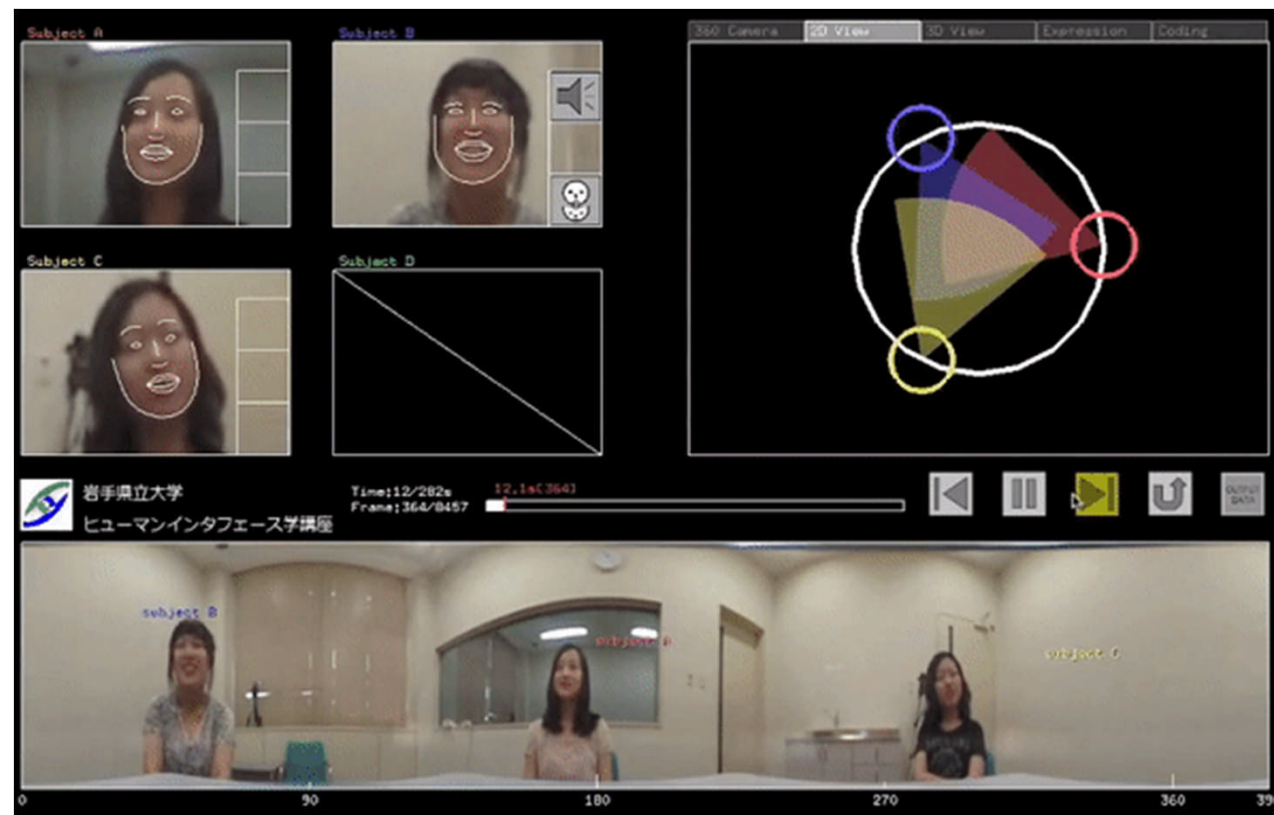 Subject A
Subject B
360 Camera
2D View
3D View
Expression
Coding
Subject C
Subject D
岩手県立大学
ヒューマンインタフェース学講座
Time:12/282s
Frame:364/8457
12.1s[364]
OUTPUT
DATA
subject B
subject A
subject C
0
90
180
270
360
39